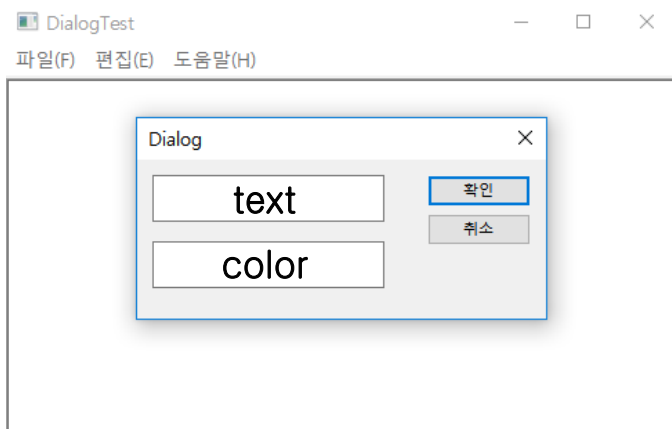 DialogTest
파일(F) 편집(E) 도움말(H)
Dialog
text
확인
취소
color